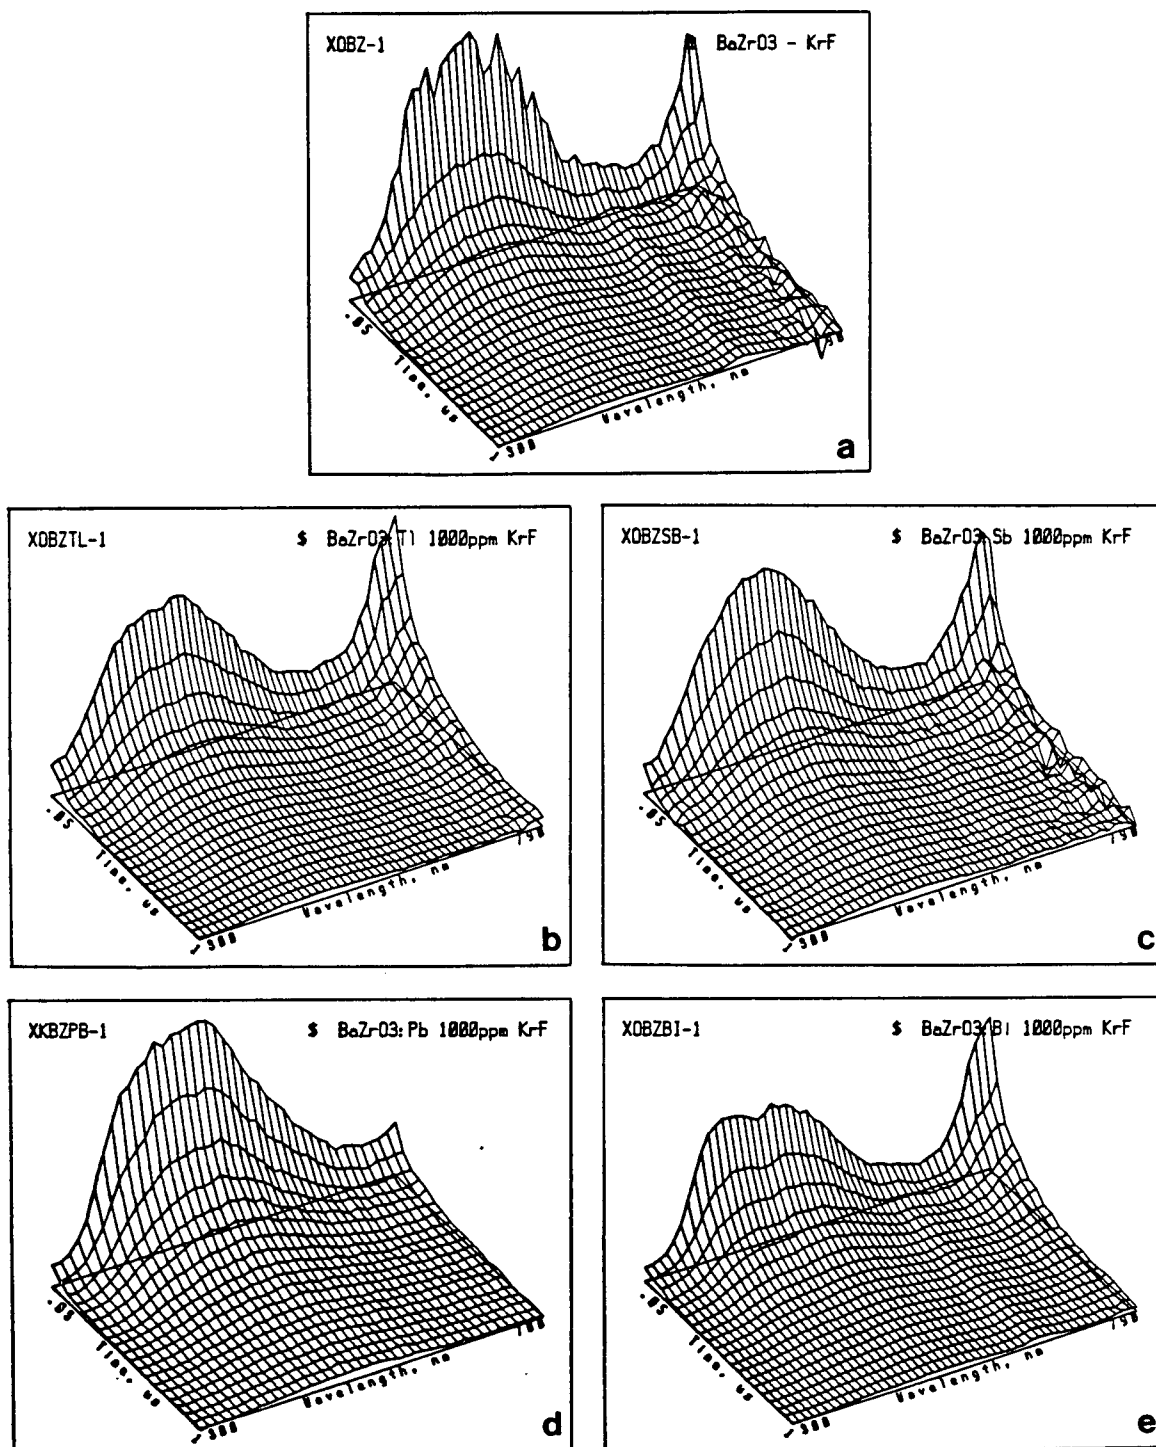 XOBZ-1
BaZrO3 - KrF
.05
Time, us
300
Wavelength, nm
a
XOBZTL-1
$ BaZrO3:Tl 1000ppm KrF
.05
Time, us
300
Wavelength, nm
b
XOBZSB-1
$ BaZrO3:Sb 1000ppm KrF
.05
Time, us
300
Wavelength, nm
c
XKBZPB-1
$ BaZrO3:Pb 1000ppm KrF
.05
Time, us
300
Wavelength, nm
700
d
XOBZBI-1
$ BaZrO3:Bi 1000ppm KrF
.05
Time, us
300
Wavelength, nm
750
e